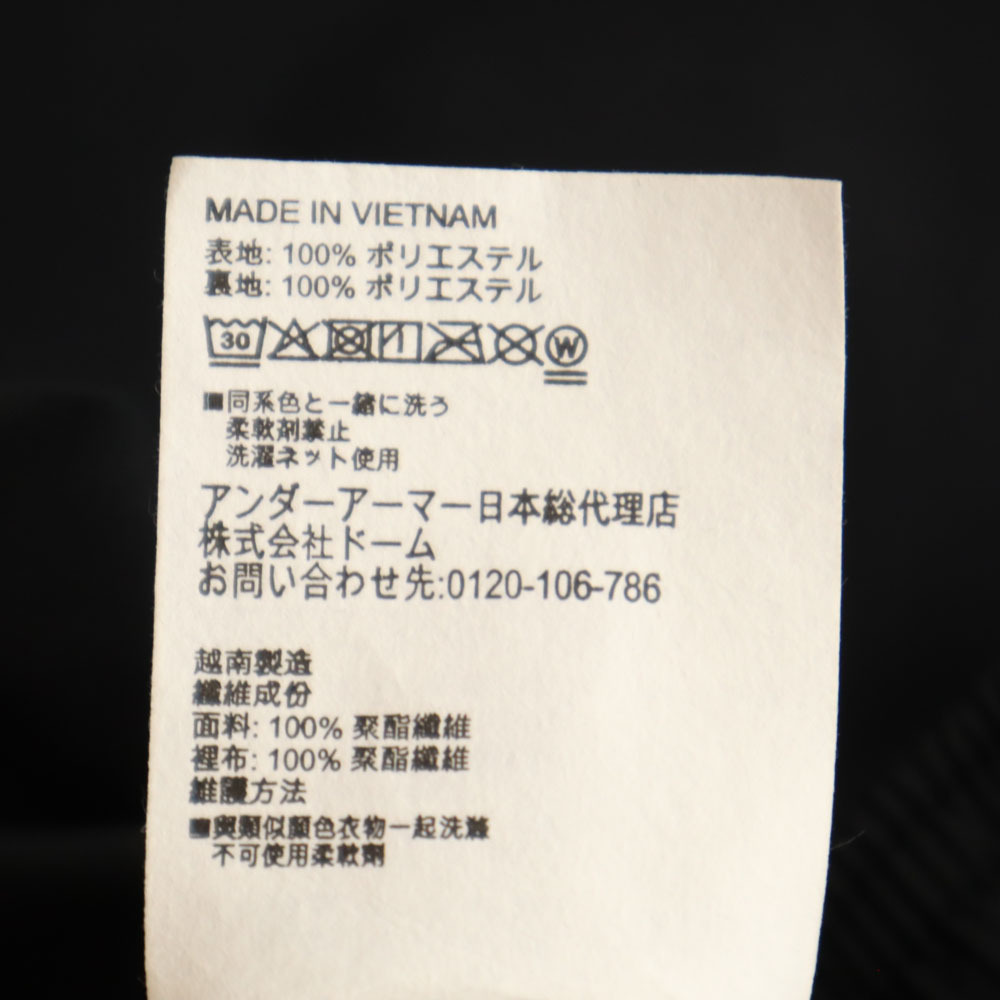 MADE IN VIETNAM
表地: 100% ポリエステル
裏地: 100% ポリエステル
30 W
■同系色と一緒に洗う
柔軟剤禁止
洗濯ネット使用
アンダーアーマー日本総代理店
株式会社ドーム
お問い合わせ先:0120-106-786
越南製造
纖維成份
面料: 100% 聚酯纖維
裡布: 100% 聚酯纖維
維護方法
■與類似顏色衣物一起洗滌
不可使用柔軟劑